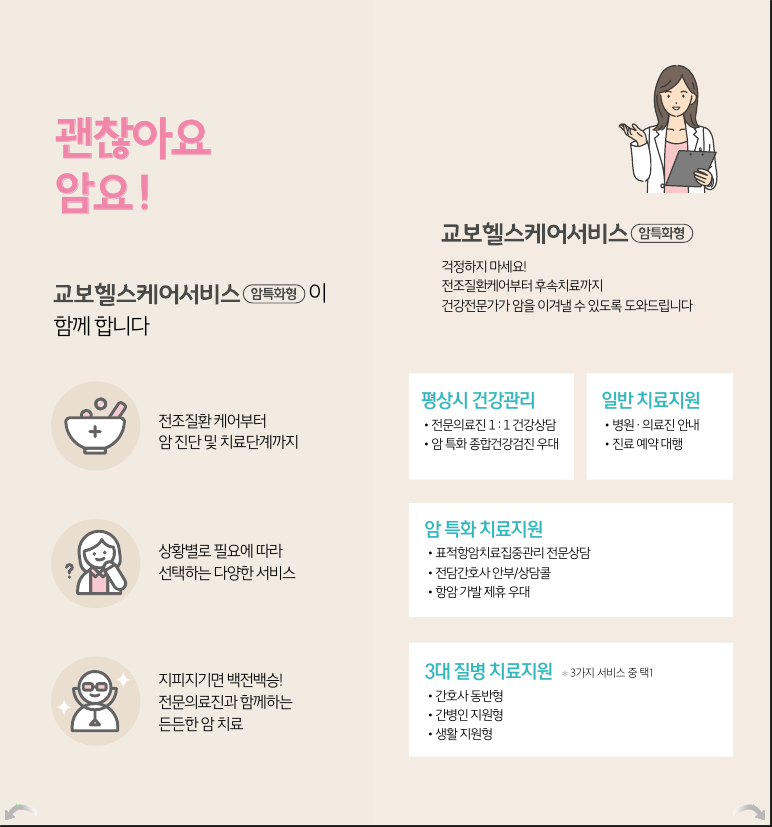 괜찮아요
암요!
교보헬스케어서비스 암특화형 이
함께 합니다
전조질환 케어부터
암 진단 및 치료단계까지
?
상황별로 필요에 따라
선택하는 다양한 서비스
지피지기면 백전백승!
전문의료진과 함께하는
든든한 암 치료
교보헬스케어서비스 암특화형
걱정하지 마세요!
전조질환케어부터 후속치료까지
건강전문가가 암을 이겨낼 수 있도록 도와드립니다
평상시 건강관리
• 전문의료진 1 : 1 건강상담
• 암 특화 종합건강검진 우대
일반 치료지원
• 병원 · 의료진 안내
• 진료 예약 대행
암 특화 치료지원
• 표적항암치료집중관리 전문상담
• 전담간호사 안부/상담콜
• 항암 가발 제휴 우대
3대 질병 치료지원 ※ 3가지 서비스 중 택1
• 간호사 동반형
• 간병인 지원형
• 생활 지원형